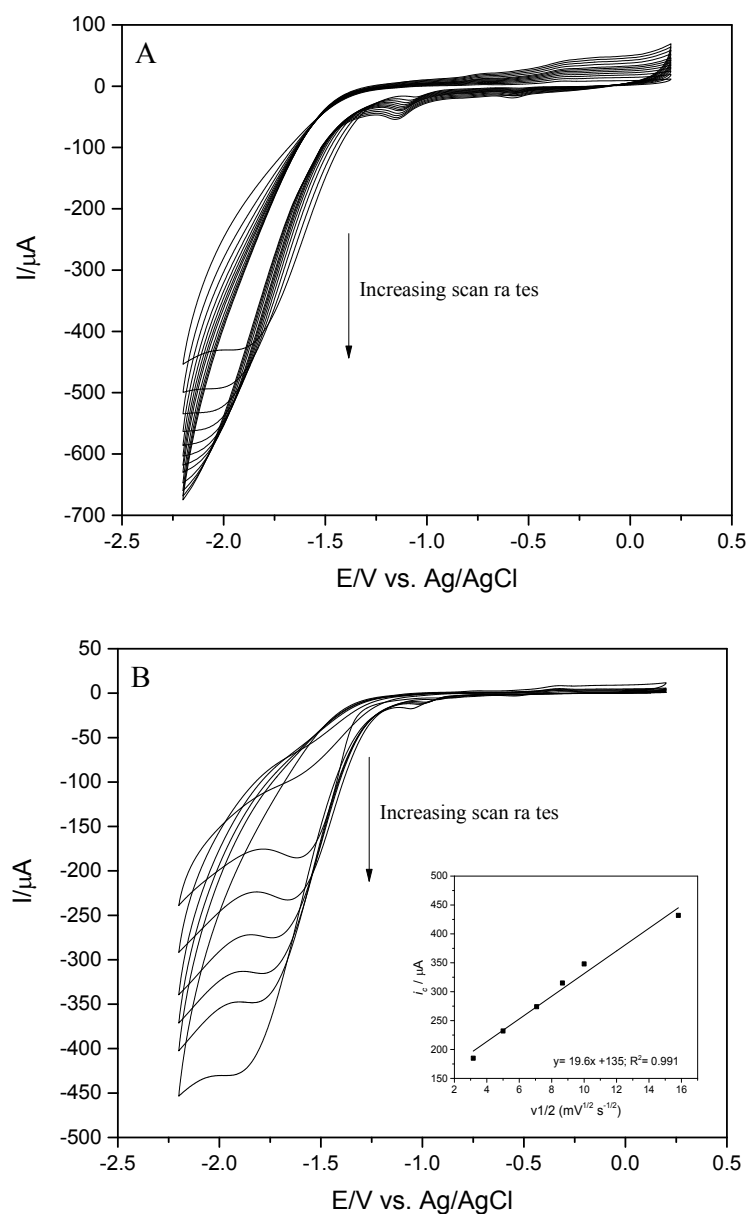 100
A
0
-100
-200
-300
-400
-500
-600
-700
I/μA
Increasing scan ra tes
-2.5 -2.0 -1.5 -1.0 -0.5 0.0 0.5
E/V vs. Ag/AgCl
50
B
0
-50
-100
-150
-200
-250
-300
-350
-400
-450
-500
I/μA
Increasing scan ra tes
500
450
400
350
300
250
200
150
i_c / μA
y= 19.6x +135; R²= 0.991
2 4 6 8 10 12 14 16
v1/2 (mV^1/2 s^-1/2)
-2.5 -2.0 -1.5 -1.0 -0.5 0.0 0.5
E/V vs. Ag/AgCl